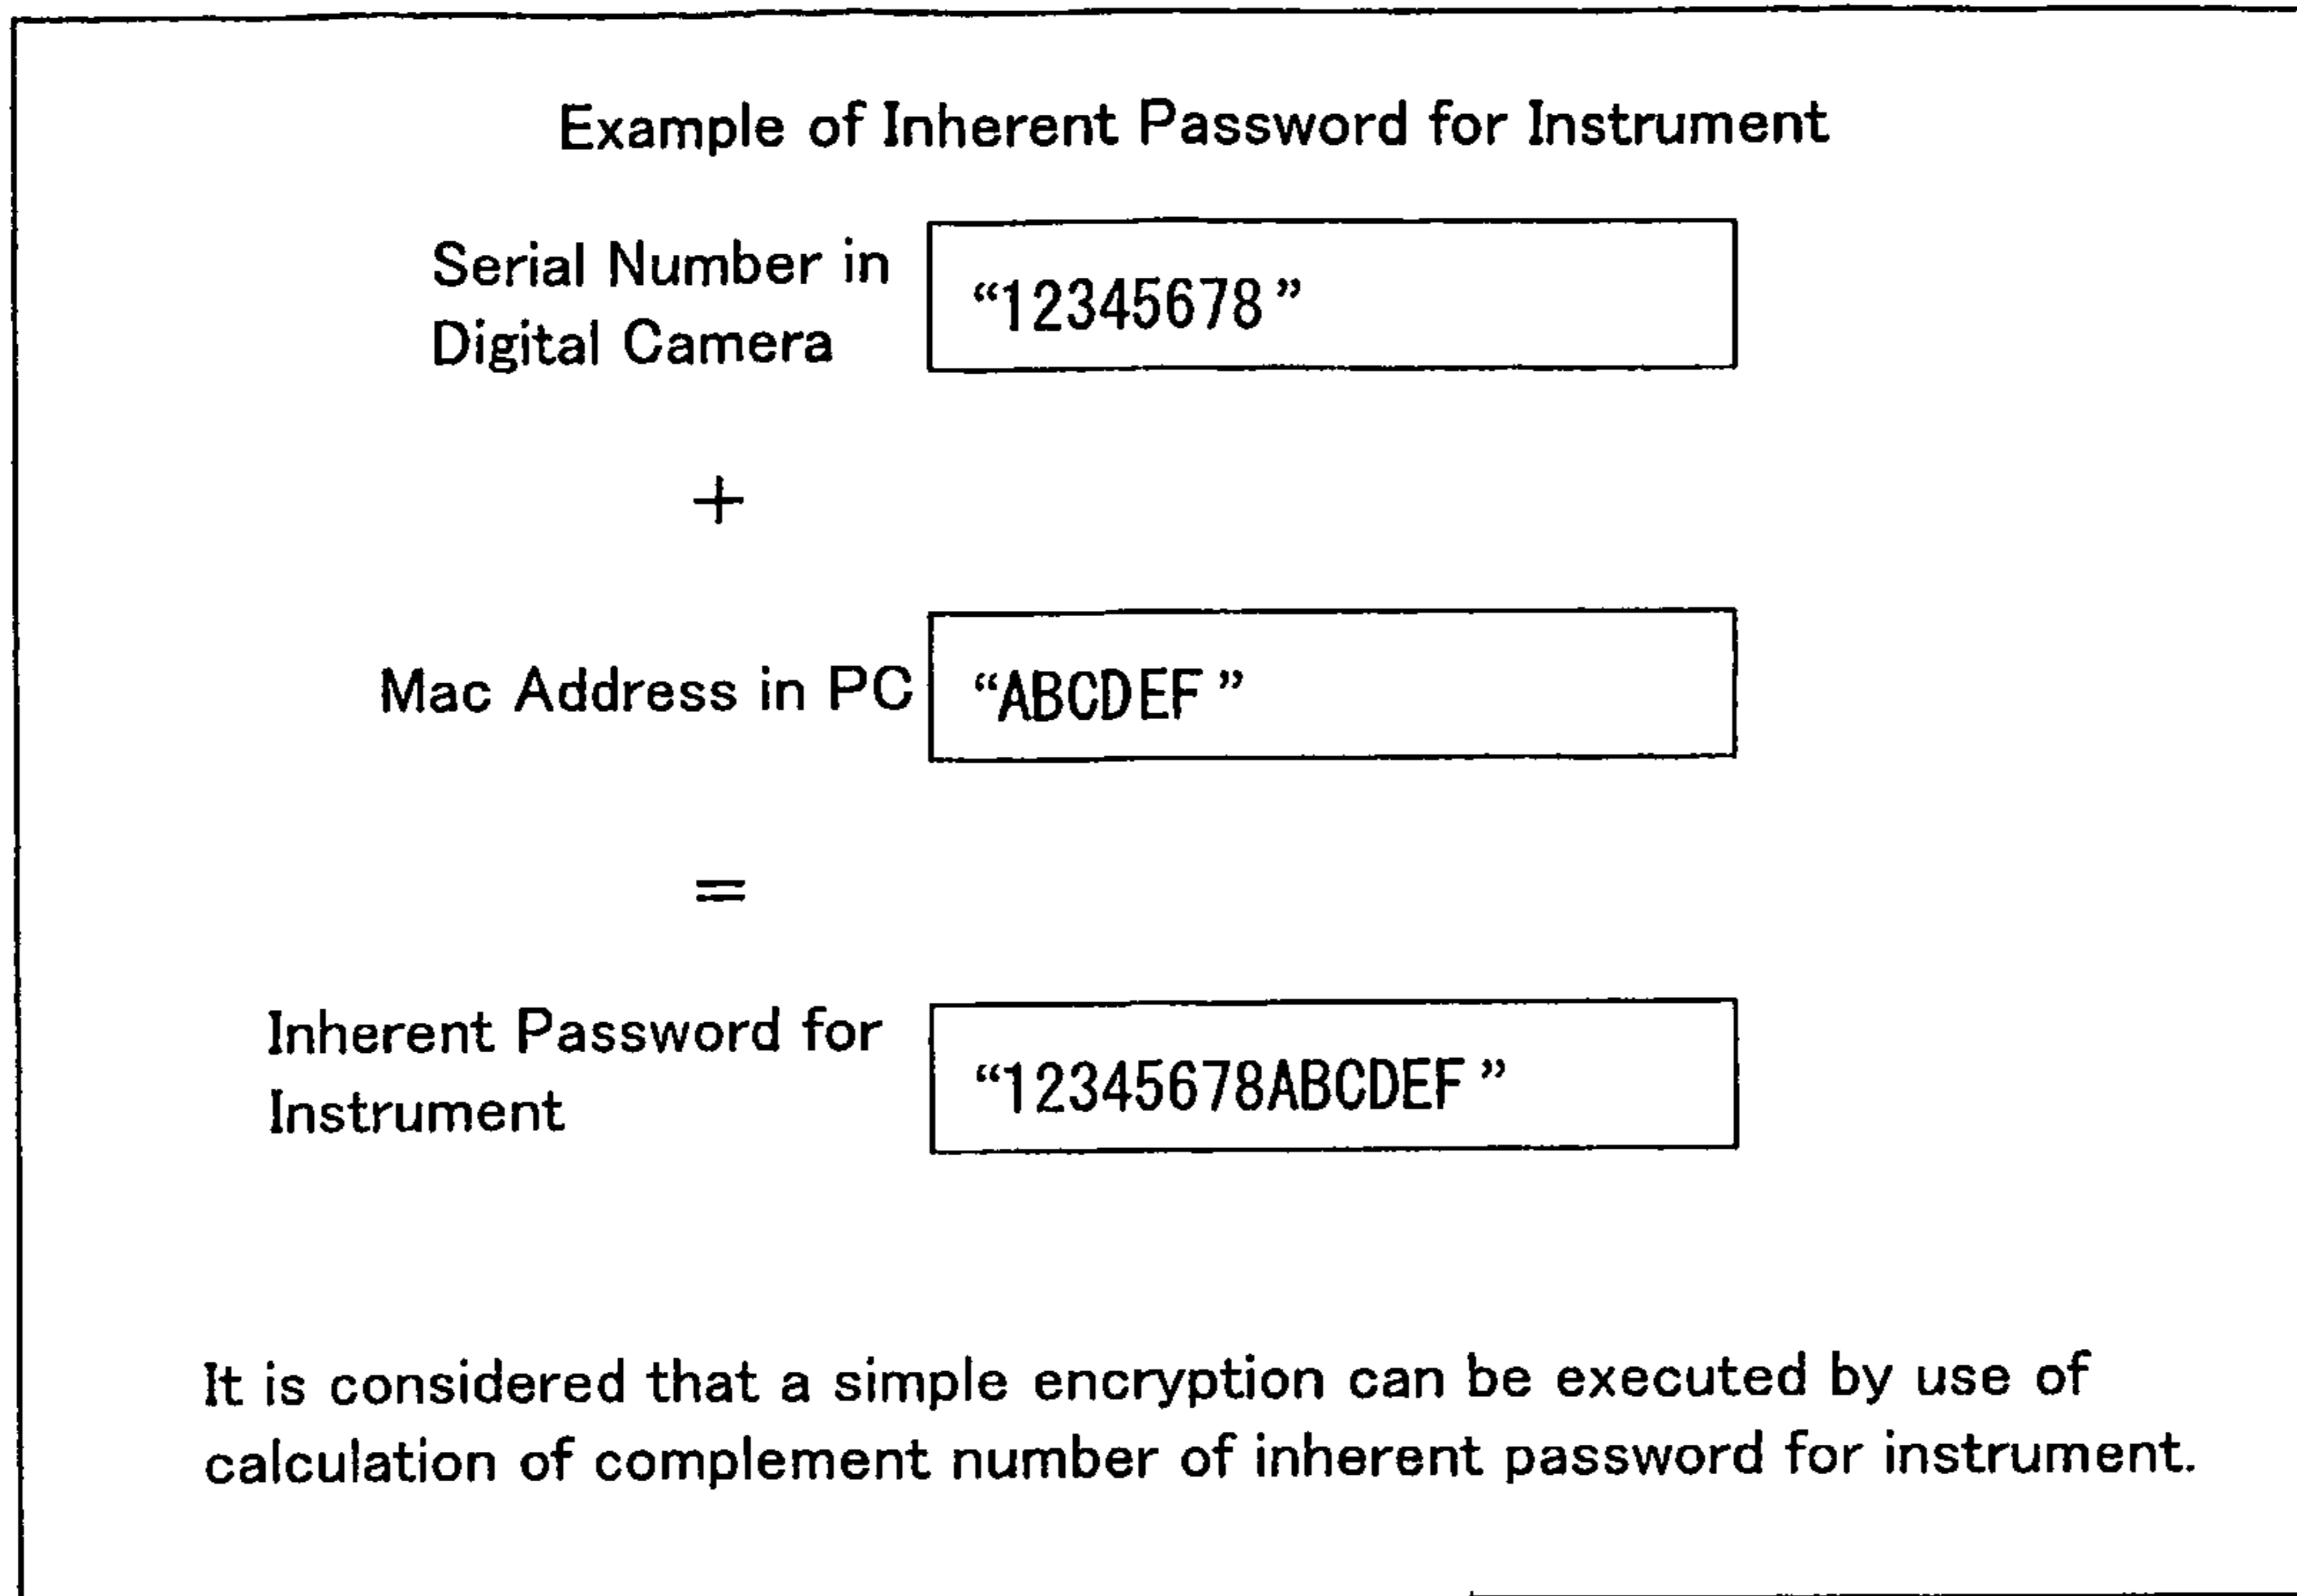 Example of Inherent Password for Instrument
Serial Number in
Digital Camera
“12345678”
+
Mac Address in PC
“ABCDEF”
=
Inherent Password for
Instrument
“12345678ABCDEF”
It is considered that a simple encryption can be executed by use of
calculation of complement number of inherent password for instrument.